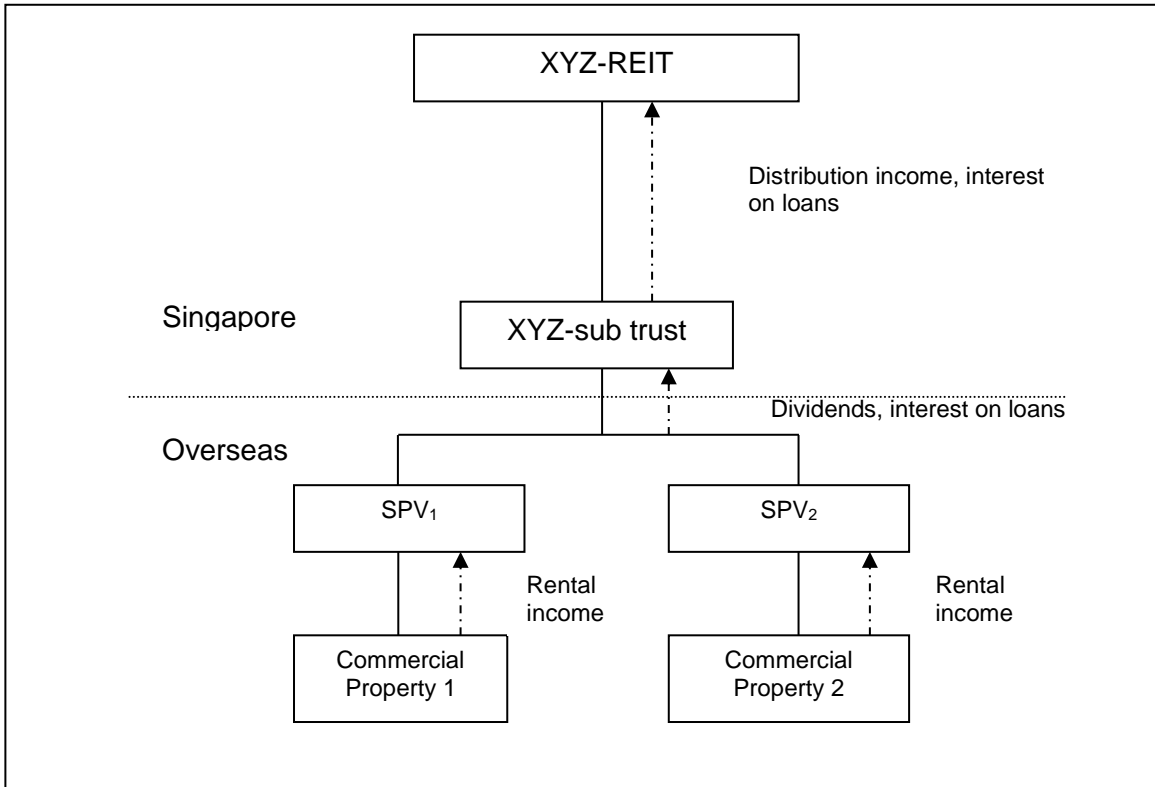 XYZ-REIT
Distribution income, interest
on loans
Singapore
XYZ-sub trust
Dividends, interest on loans
Overseas
SPV₁
SPV₂
Rental
income
Rental
income
Commercial
Property 1
Commercial
Property 2